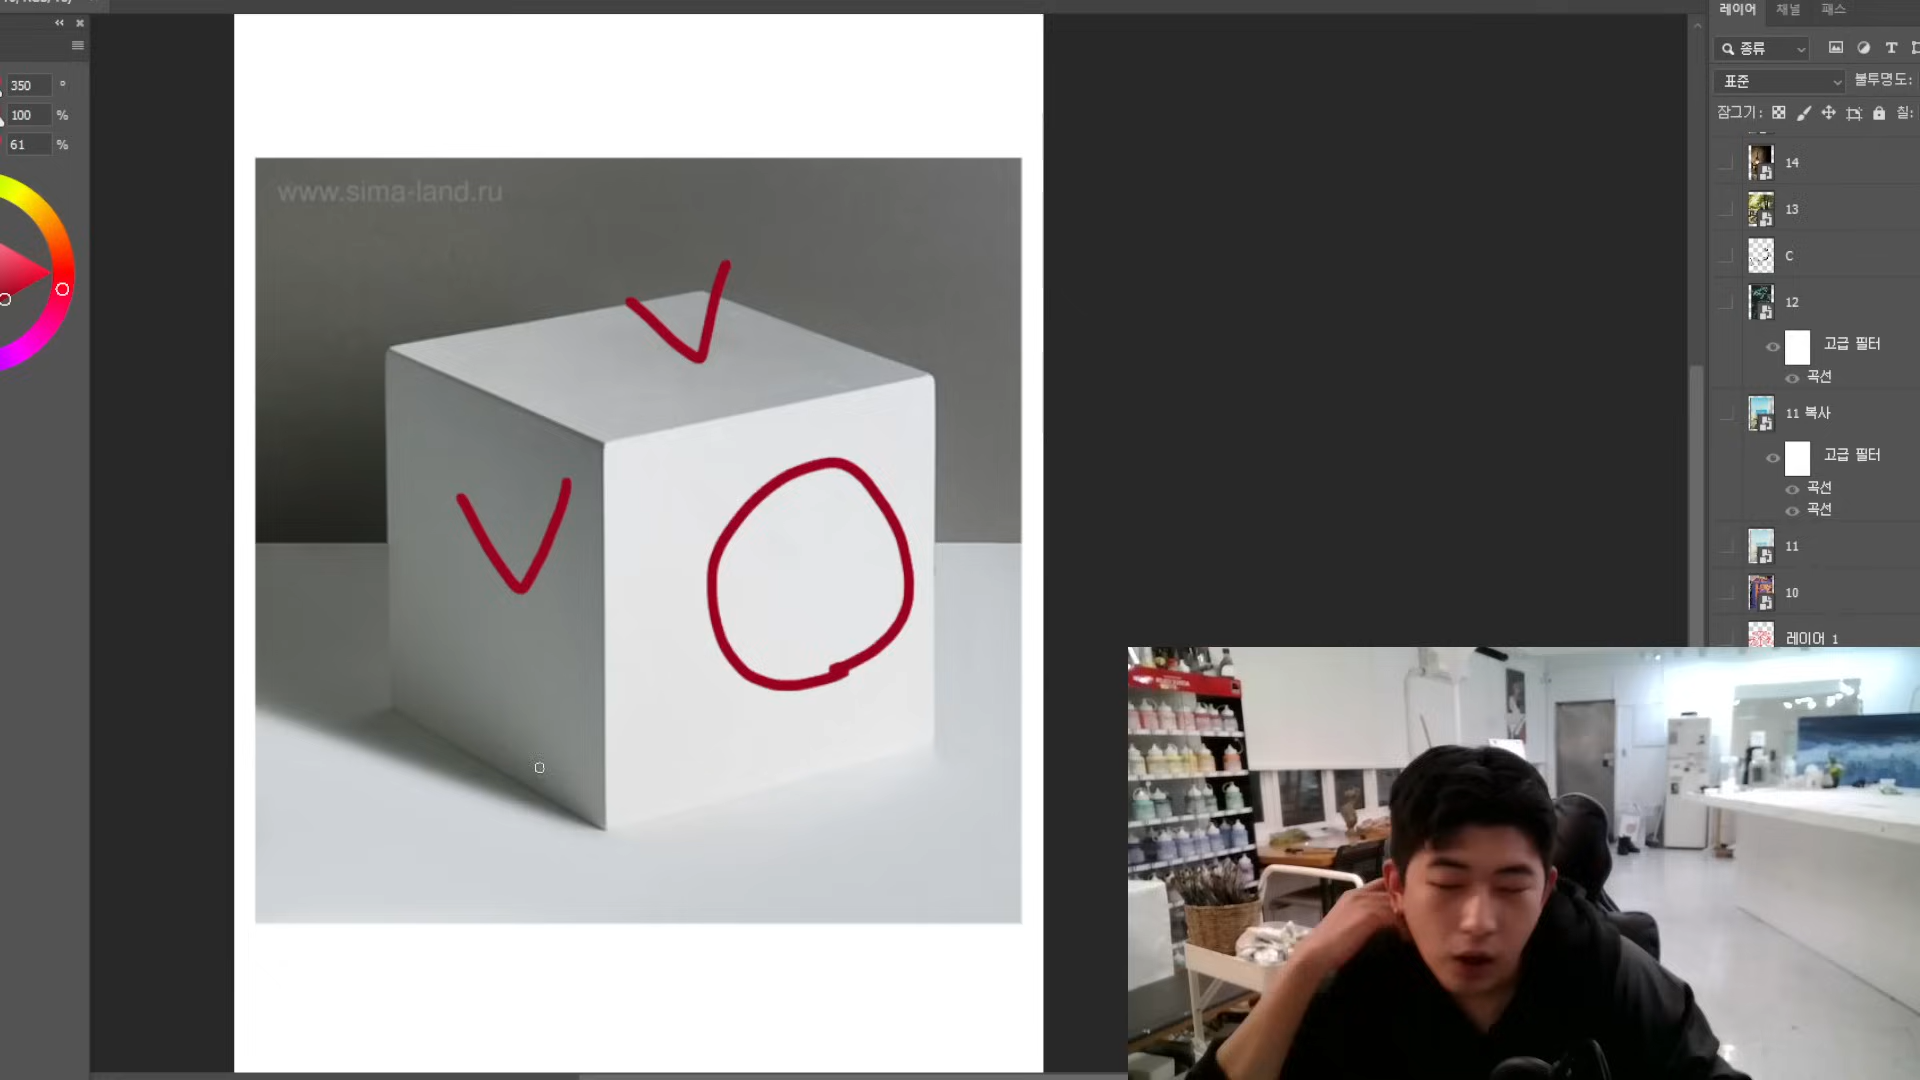 레이어 채널 패스
350 °
100 %
61 %
종류
표준
불투명도:
잠그기:
칠:
14
13
C
12
고급 필터
곡선
11 복사
고급 필터
곡선
곡선
11
10
레이어 1
www.sima-land.ru